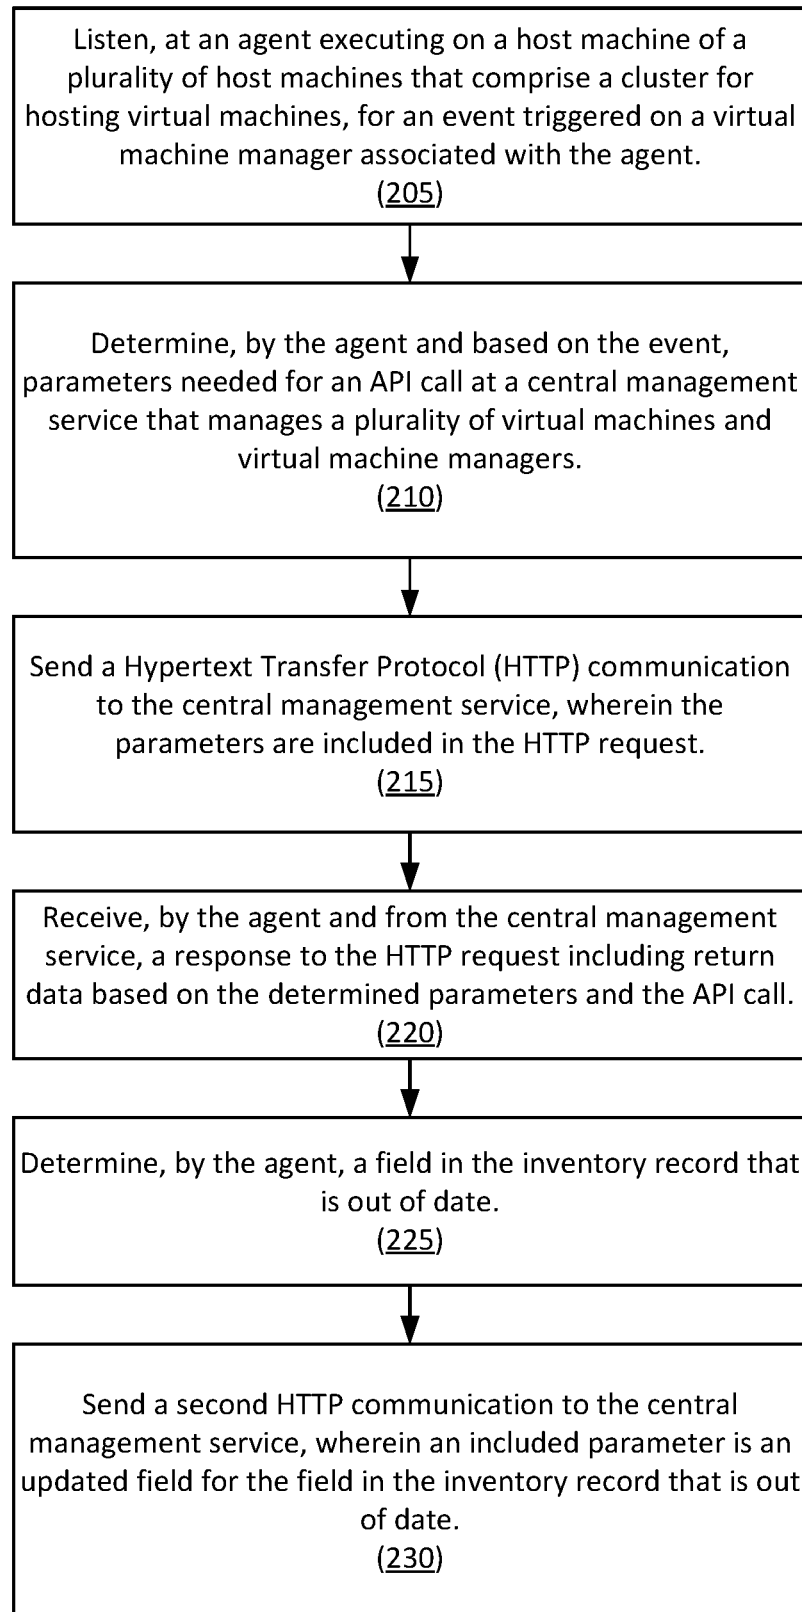 Listen, at an agent executing on a host machine of a
plurality of host machines that comprise a cluster for
hosting virtual machines, for an event triggered on a virtual
machine manager associated with the agent.
(205)
Determine, by the agent and based on the event,
parameters needed for an API call at a central management
service that manages a plurality of virtual machines and
virtual machine managers.
(210)
Send a Hypertext Transfer Protocol (HTTP) communication
to the central management service, wherein the
parameters are included in the HTTP request.
(215)
Receive, by the agent and from the central management
service, a response to the HTTP request including return
data based on the determined parameters and the API call.
(220)
Determine, by the agent, a field in the inventory record that
is out of date.
(225)
Send a second HTTP communication to the central
management service, wherein an included parameter is an
updated field for the field in the inventory record that is out
of date.
(230)